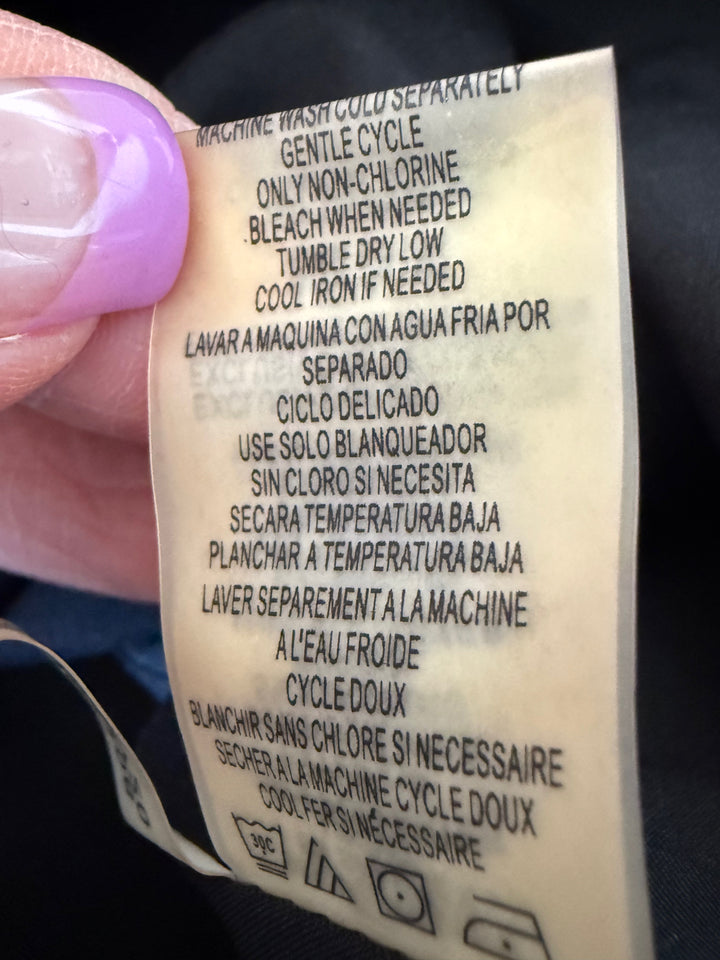 MACHINE WASH COLD SEPARATELY
GENTLE CYCLE
ONLY NON-CHLORINE
BLEACH WHEN NEEDED
TUMBLE DRY LOW
COOL IRON IF NEEDED
LAVAR A MAQUINA CON AGUA FRIA POR
SEPARADO
CICLO DELICADO
USE SOLO BLANQUEADOR
SIN CLORO SI NECESITA
SECAR A TEMPERATURA BAJA
PLANCHAR A TEMPERATURA BAJA
LAVER SEPAREMENT A LA MACHINE
A L'EAU FROIDE
CYCLE DOUX
BLANCHIR SANS CHLORE SI NECESSAIRE
SECHER A LA MACHINE CYCLE DOUX
COOL FER SI NÉCESSAIRE
30C